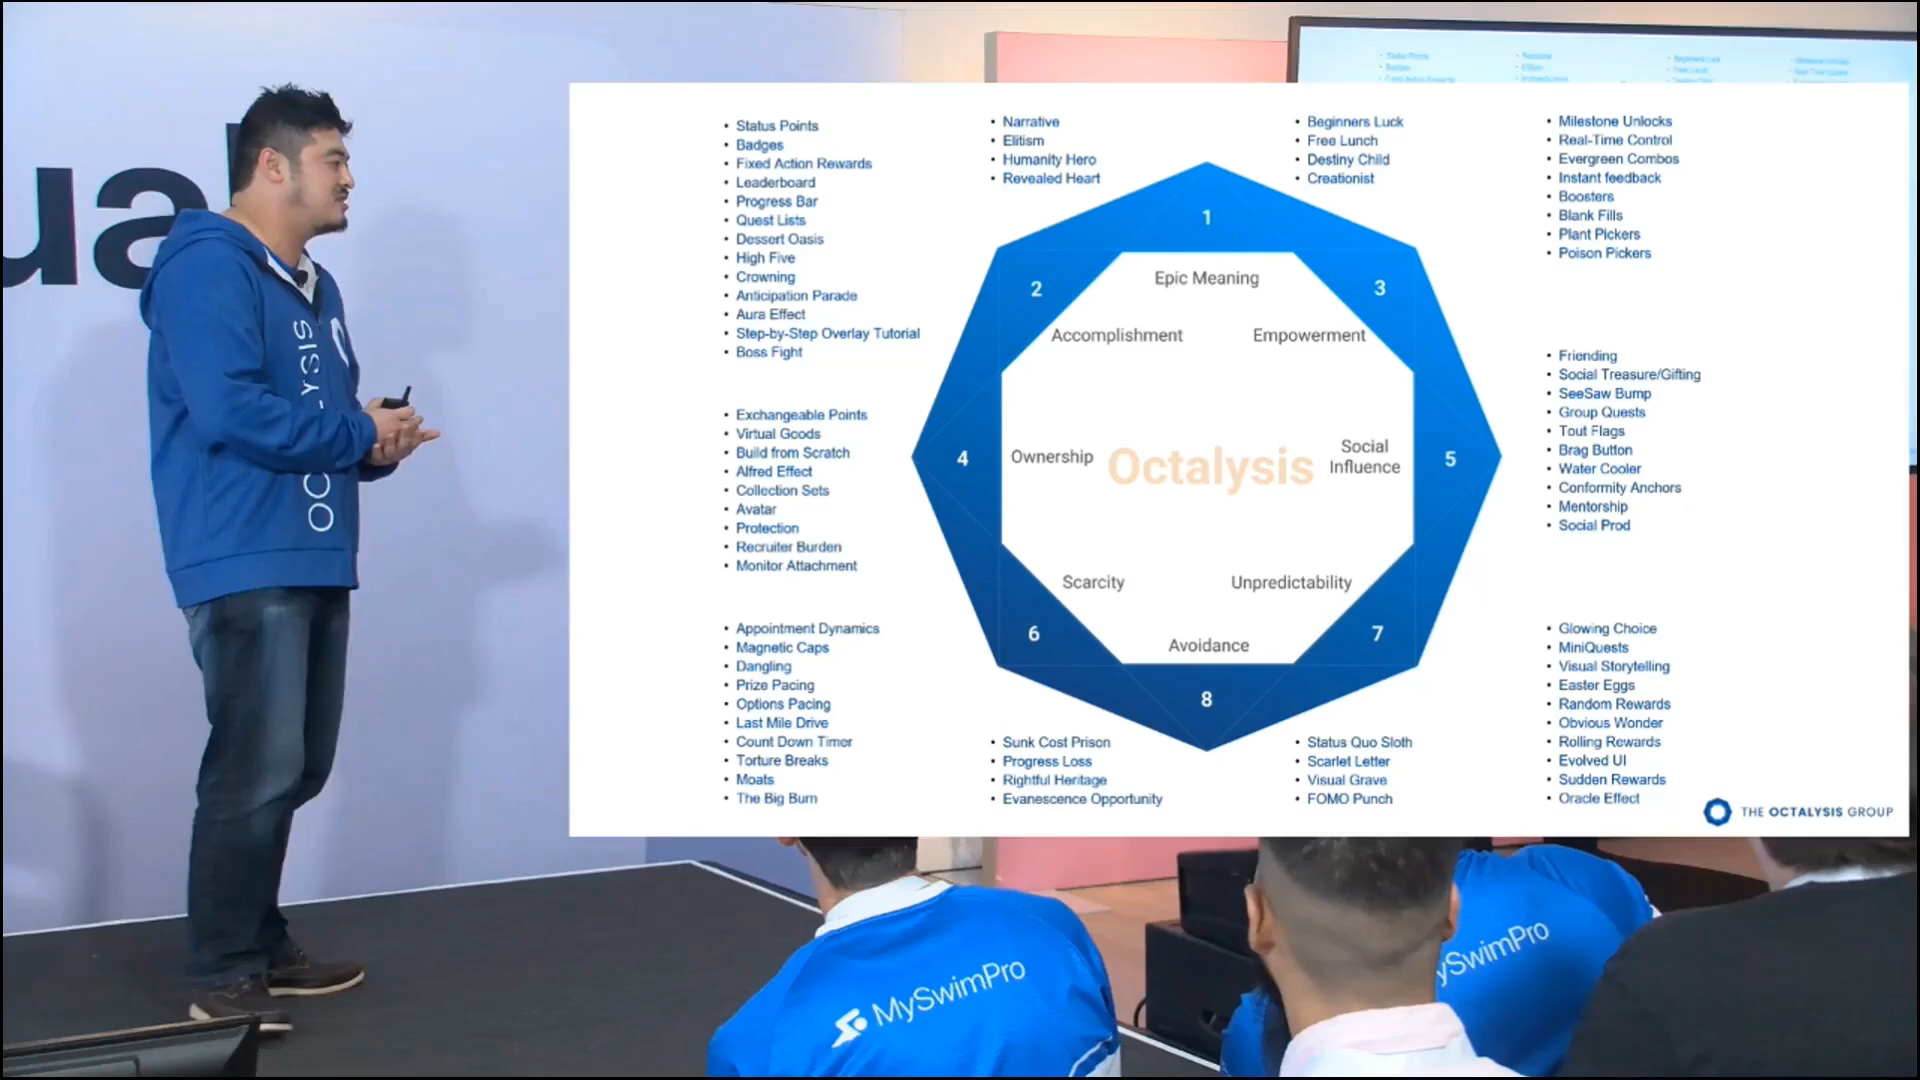 ua
OC
-YSIS
• Status Points
• Badges
• Fixed Action Rewards
• Leaderboard
• Progress Bar
• Quest Lists
• Dessert Oasis
• High Five
• Crowning
• Anticipation Parade
• Aura Effect
• Step-by-Step Overlay Tutorial
• Boss Fight
• Narrative
• Elitism
• Humanity Hero
• Revealed Heart
• Beginners Luck
• Free Lunch
• Destiny Child
• Creationist
• Milestone Unlocks
• Real-Time Control
• Evergreen Combos
• Instant feedback
• Boosters
• Blank Fills
• Plant Pickers
• Poison Pickers
1
Epic Meaning
2
Accomplishment
3
Empowerment
• Exchangeable Points
• Virtual Goods
• Build from Scratch
• Alfred Effect
• Collection Sets
• Avatar
• Protection
• Recruiter Burden
• Monitor Attachment
4
Ownership
Octalysis
Social
Influence
5
• Friending
• Social Treasure/Gifting
• SeeSaw Bump
• Group Quests
• Tout Flags
• Brag Button
• Water Cooler
• Conformity Anchors
• Mentorship
• Social Prod
Scarcity
6
Unpredictability
7
Avoidance
8
• Appointment Dynamics
• Magnetic Caps
• Dangling
• Prize Pacing
• Options Pacing
• Last Mile Drive
• Count Down Timer
• Torture Breaks
• Moats
• The Big Burn
• Sunk Cost Prison
• Progress Loss
• Rightful Heritage
• Evanescence Opportunity
• Status Quo Sloth
• Scarlet Letter
• Visual Grave
• FOMO Punch
• Glowing Choice
• MiniQuests
• Visual Storytelling
• Easter Eggs
• Random Rewards
• Obvious Wonder
• Rolling Rewards
• Evolved UI
• Sudden Rewards
• Oracle Effect
THE OCTALYSIS GROUP
MySwimPro
ySwimPro